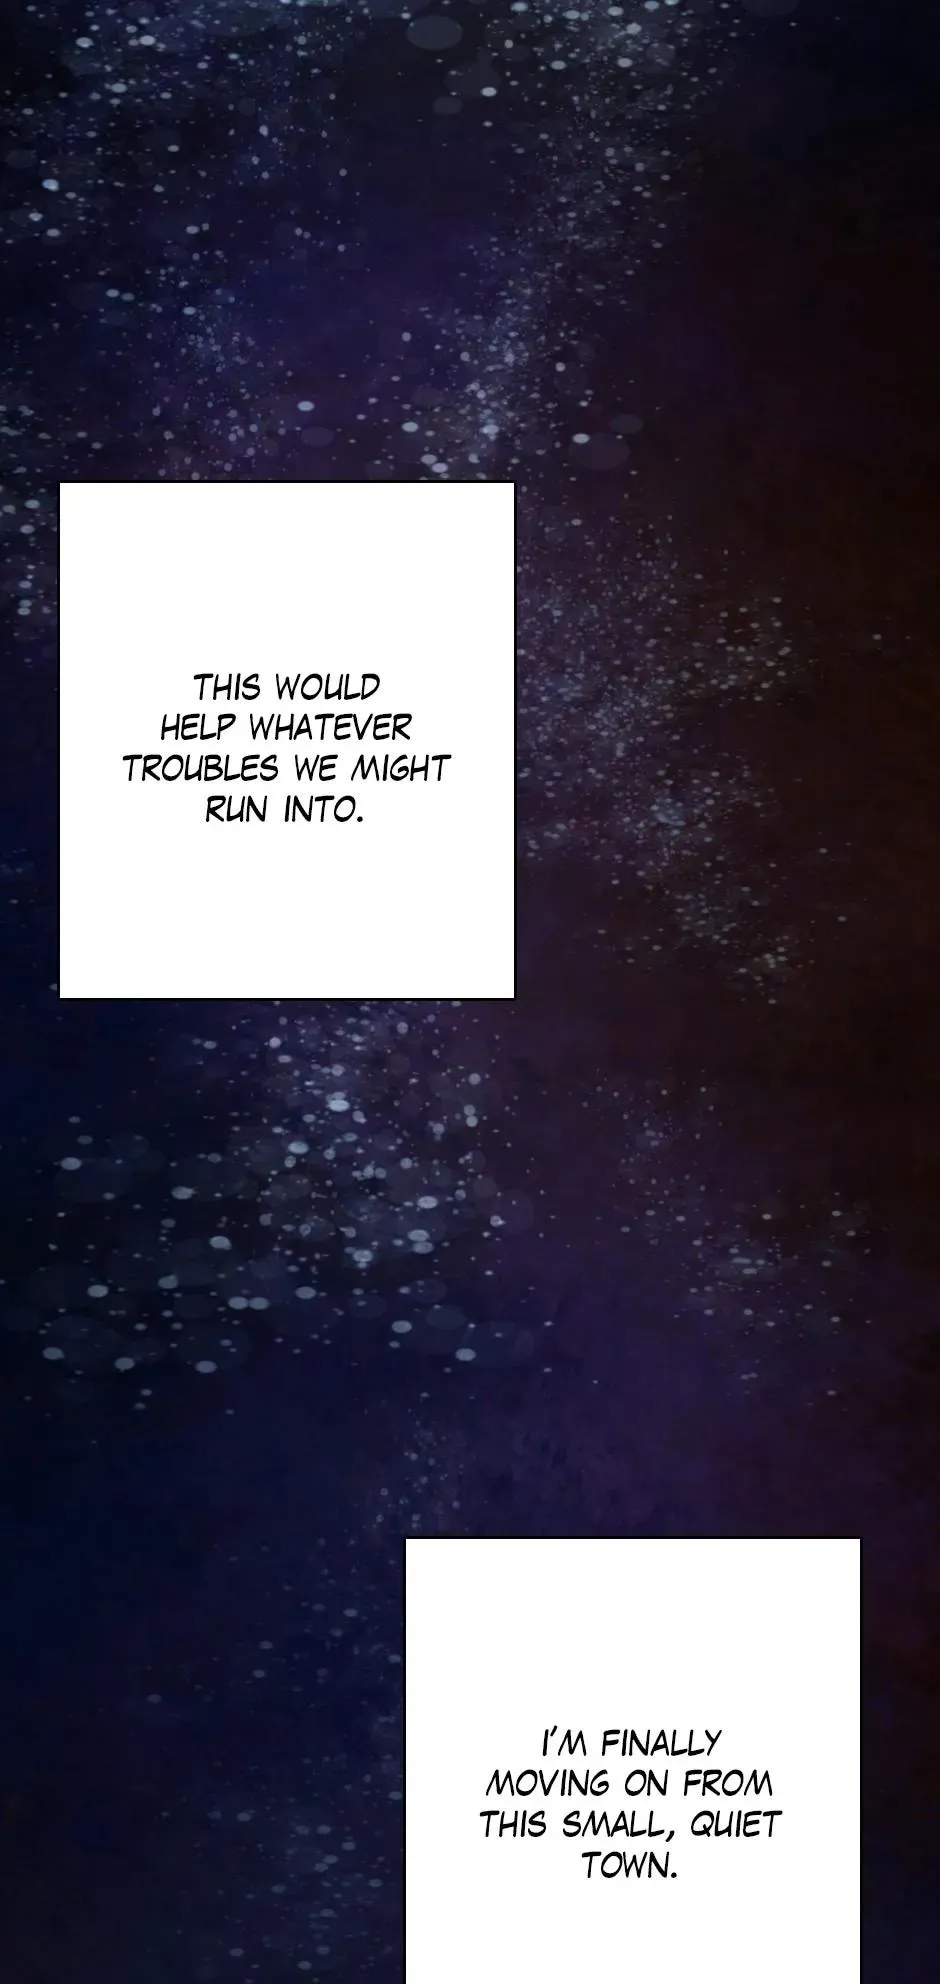 THIS WOULD
HELP WHATEVER
TROUBLES WE MIGHT
RUN INTO.
I'M FINALLY
MOVING ON FROM
THIS SMALL, QUIET
TOWN.